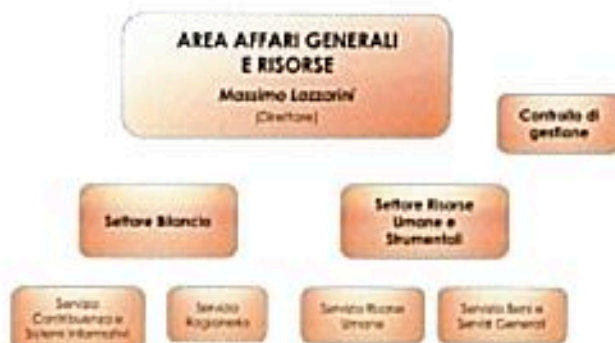 AREA AFFARI GENERALI
E RISORSE
Massimo Lazzarini
(Direttore)
Controllo di
gestione
Settore Bilancio
Settore Risorse
Umane e
Strumentali
Servizio
Contribuenza e
Sistemi Informativi
Servizio
Ragioneria
Servizio Risorse
Umane
Servizio Beni e
Servizi Generali